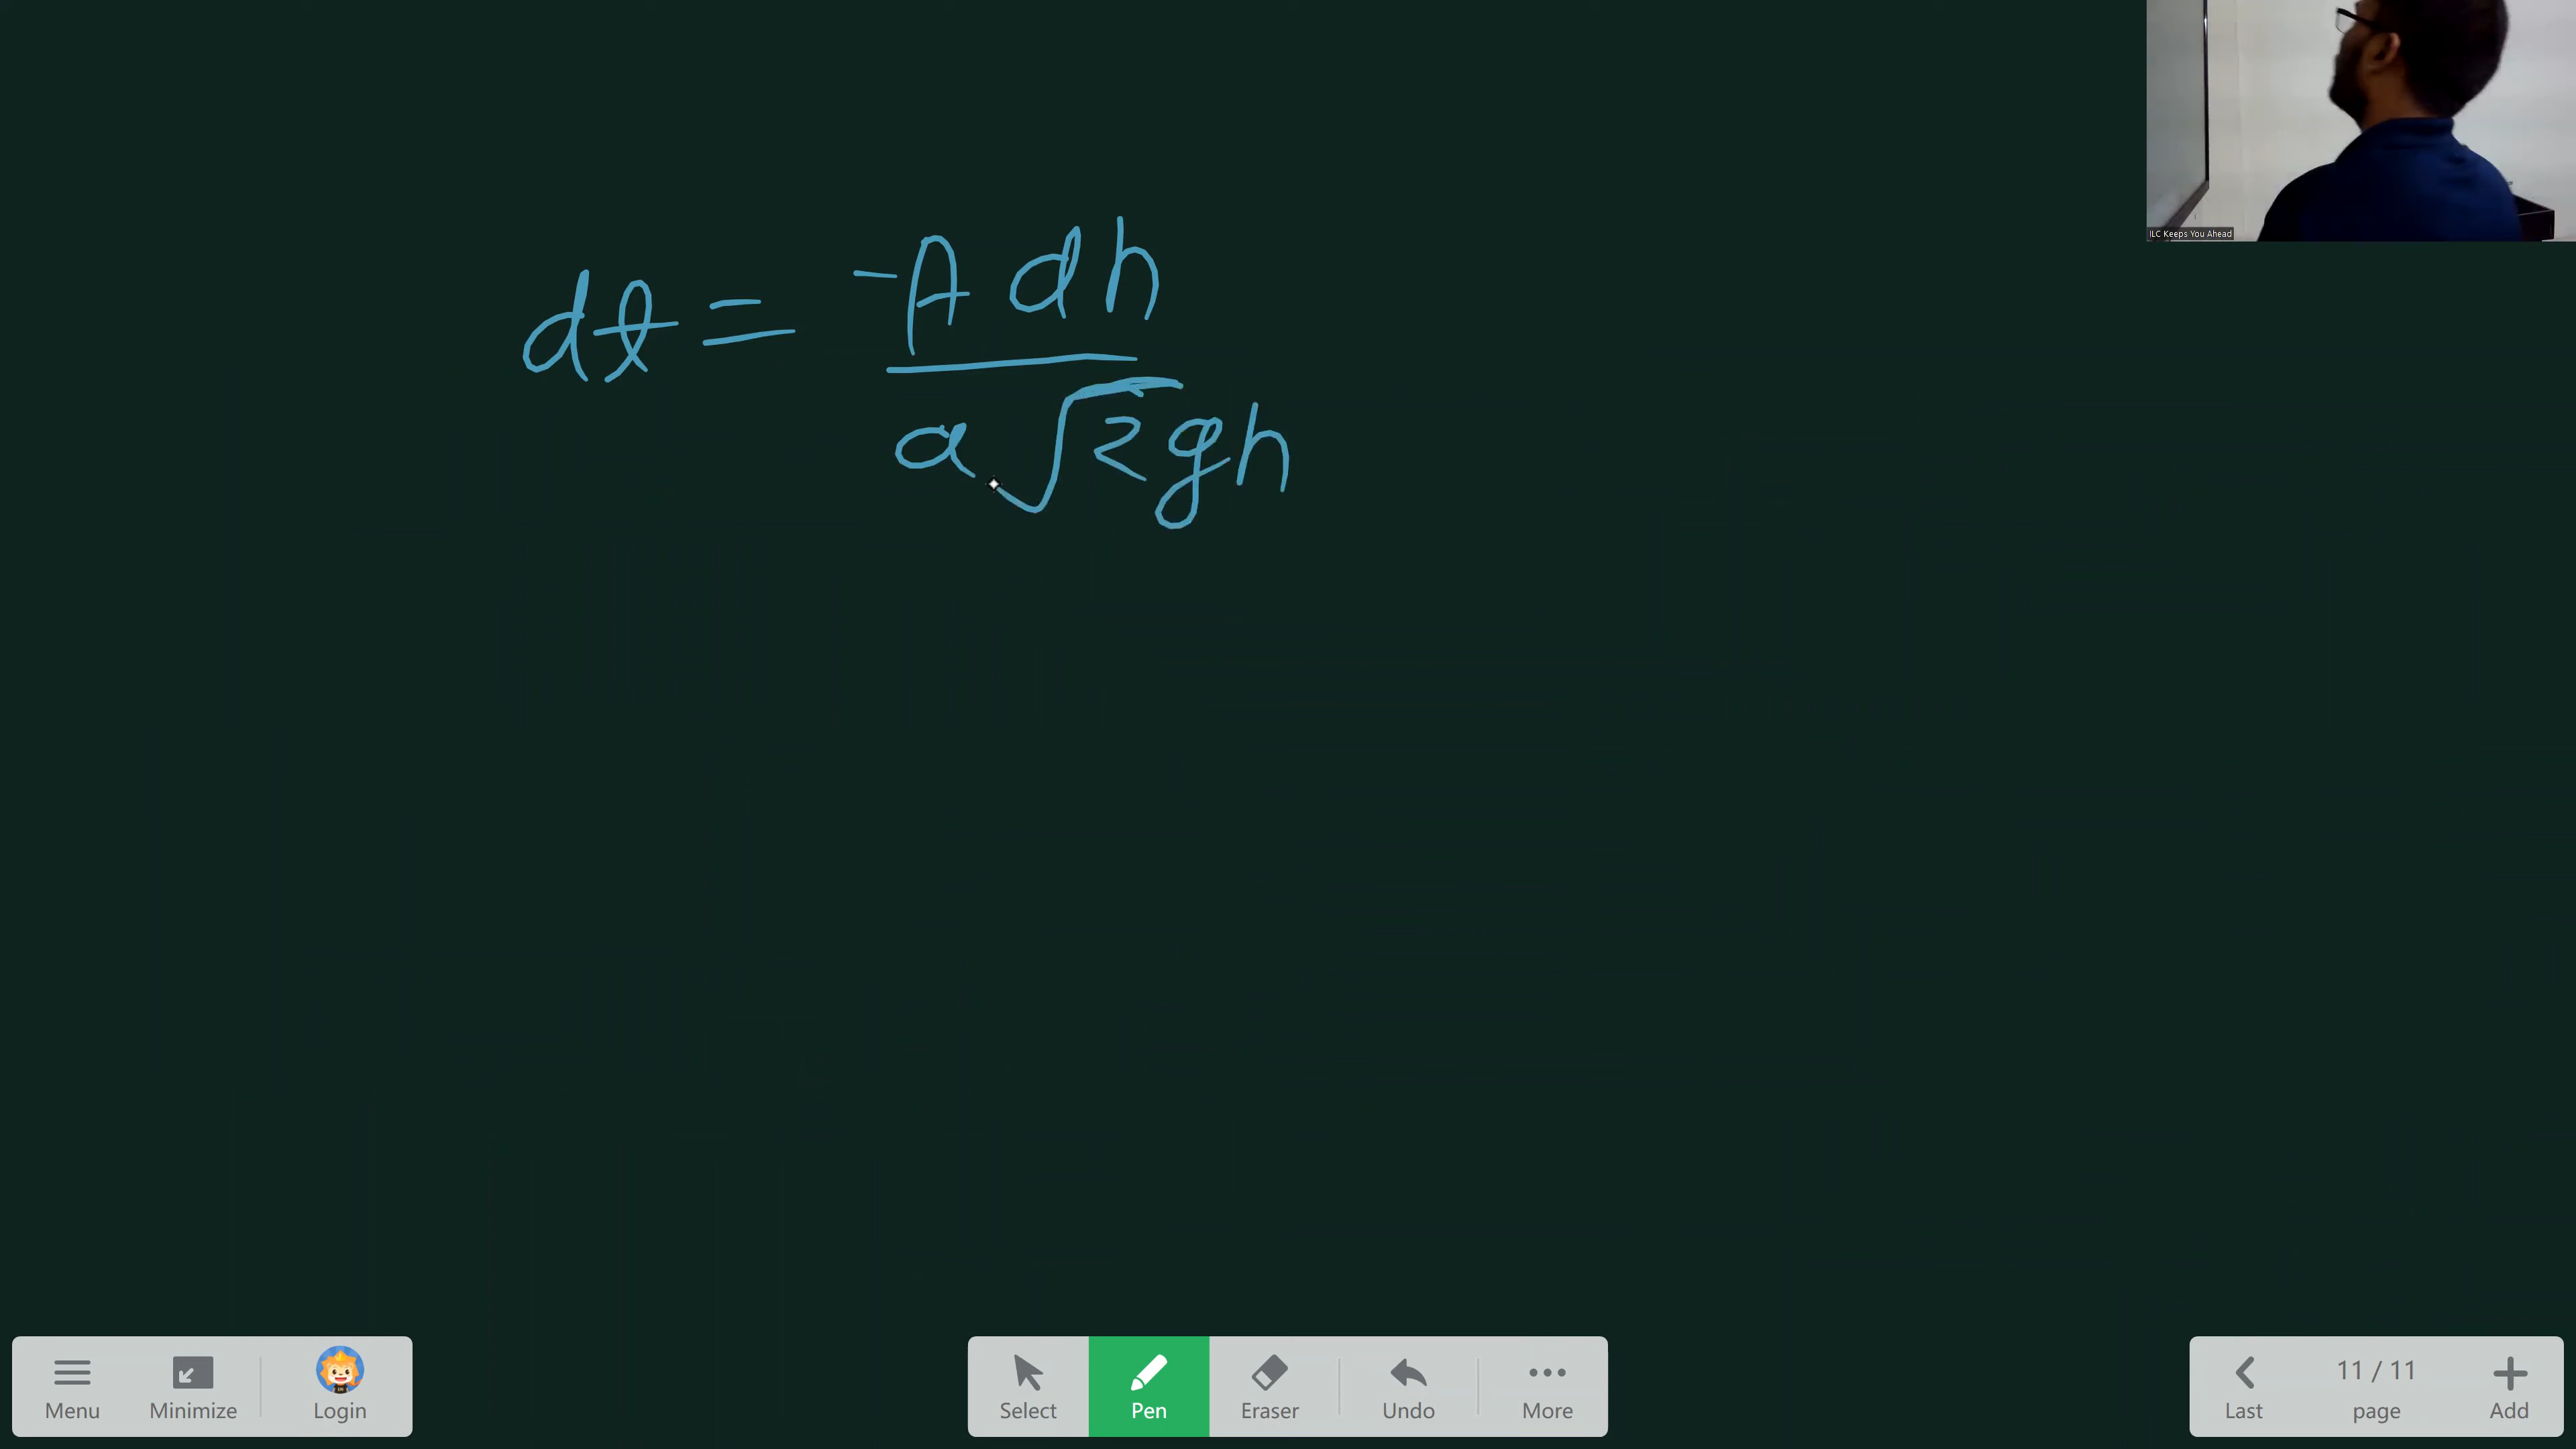 ILC Keeps You Ahead
dt = -A dh / a √2gh
Menu Minimize Login Select Pen Eraser Undo More Last 11 / 11 page Add